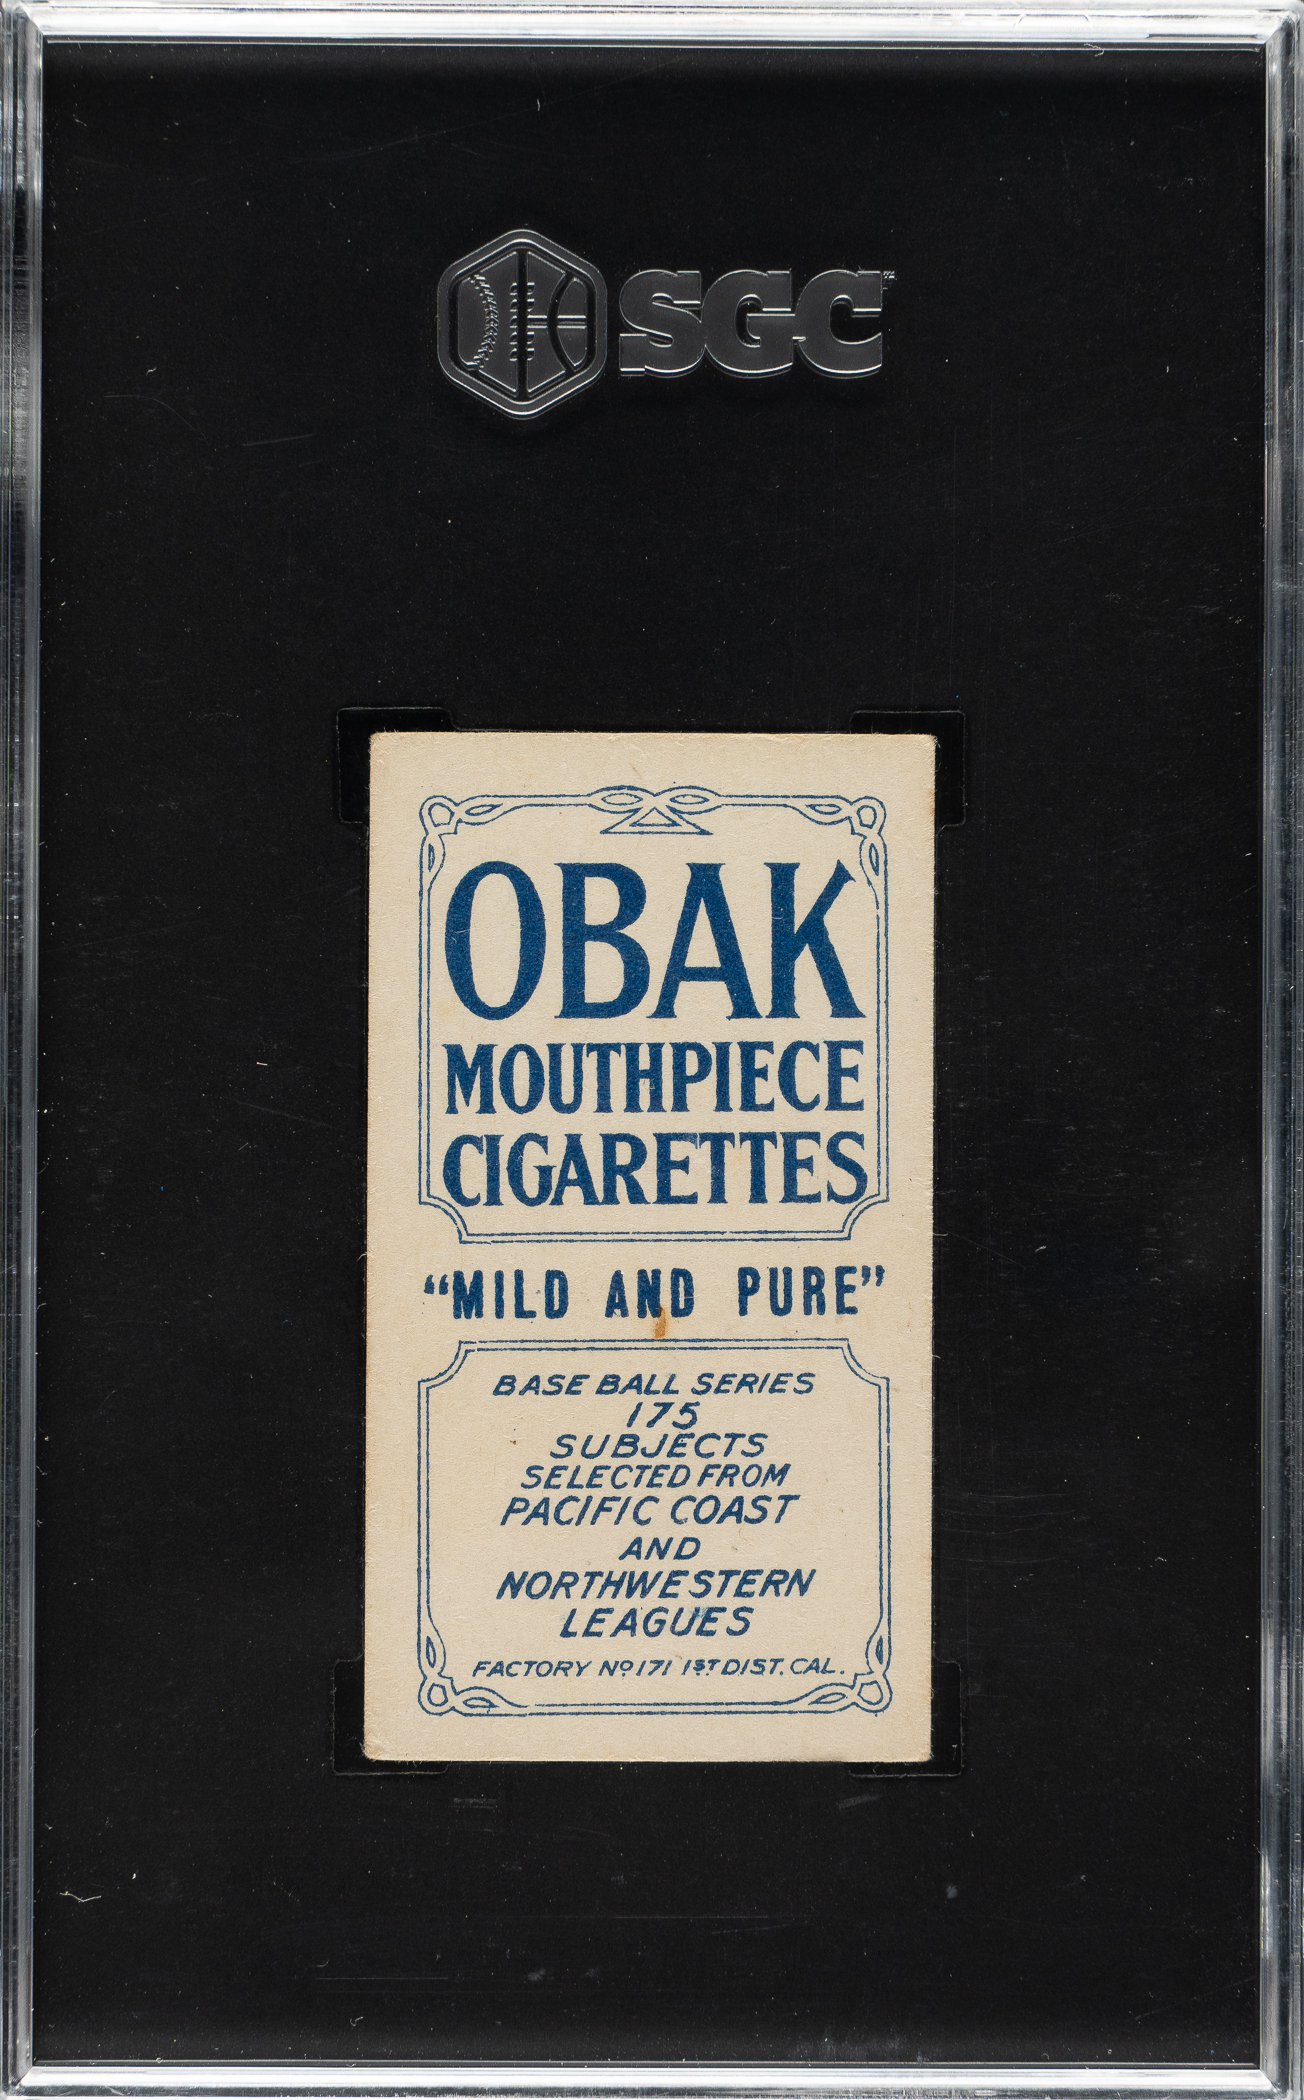 SGC™
OBAK
MOUTHPIECE
CIGARETTES
“MILD AND PURE”
BASE BALL SERIES
175
SUBJECTS
SELECTED FROM
PACIFIC COAST
AND
NORTHWESTERN
LEAGUES
FACTORY Nº 171 1ST DIST. CAL.